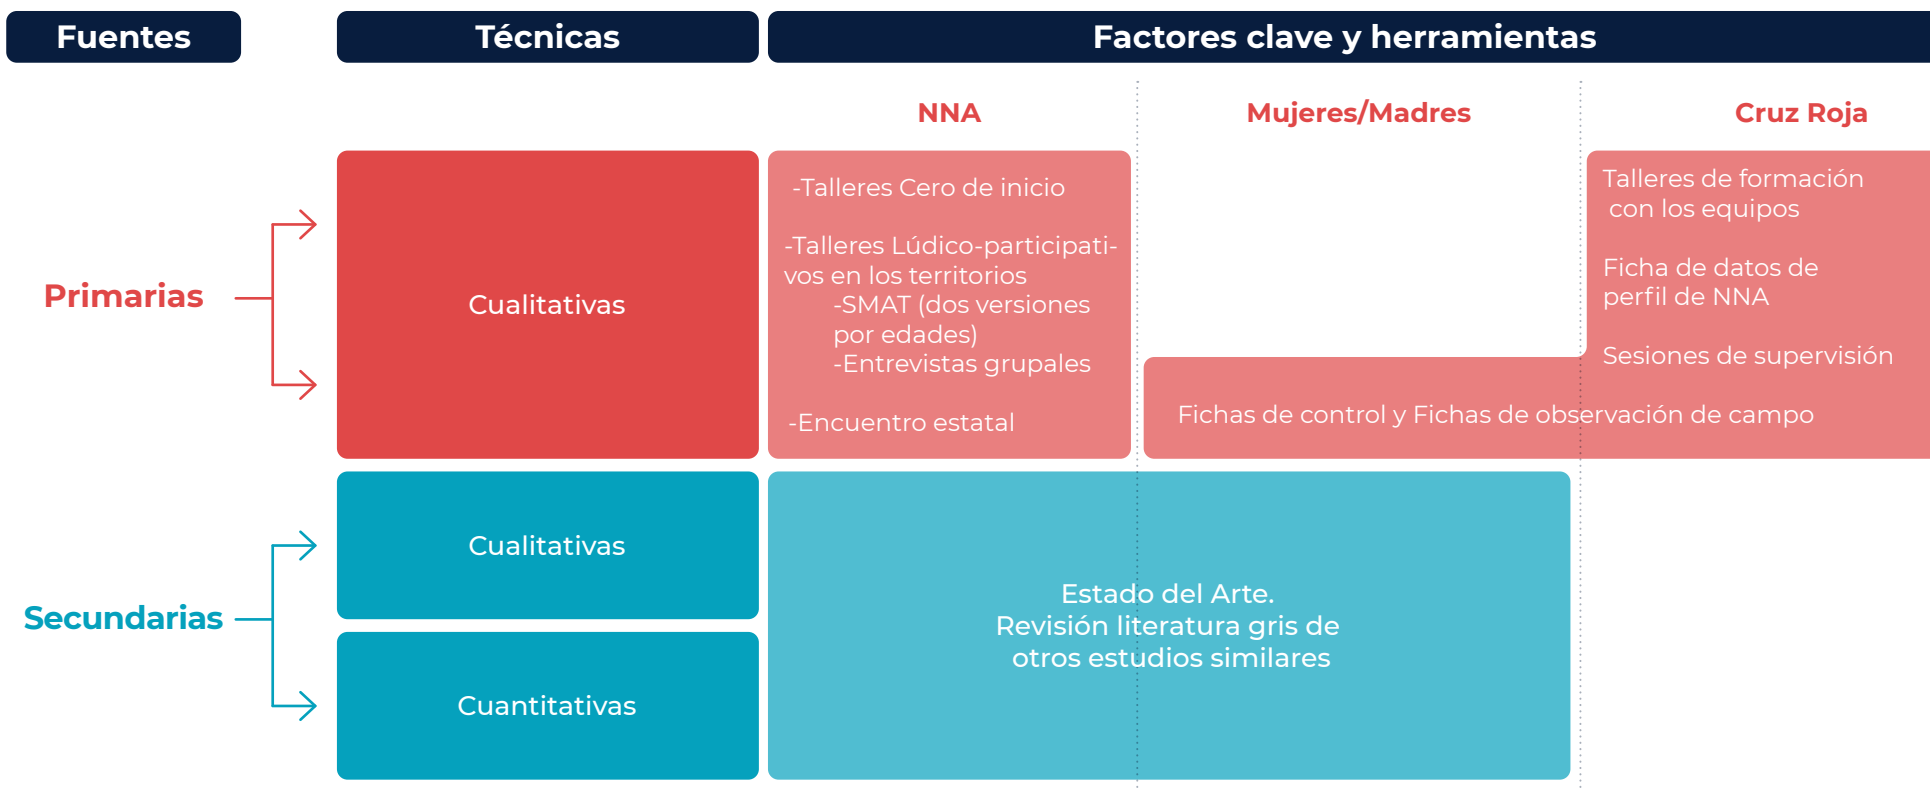 Fuentes
Técnicas
Factores clave y herramientas
NNA
Mujeres/Madres
Cruz Roja
Primarias
Cualitativas
-Talleres Cero de inicio
-Talleres Lúdico-participati-
vos en los territorios
-SMAT (dos versiones
por edades)
-Entrevistas grupales
-Encuentro estatal
Talleres de formación
con los equipos
Ficha de datos de
perfil de NNA
Sesiones de supervisión
Fichas de control y Fichas de observación de campo
Secundarias
Cualitativas
Cuantitativas
Estado del Arte.
Revisión literatura gris de
otros estudios similares